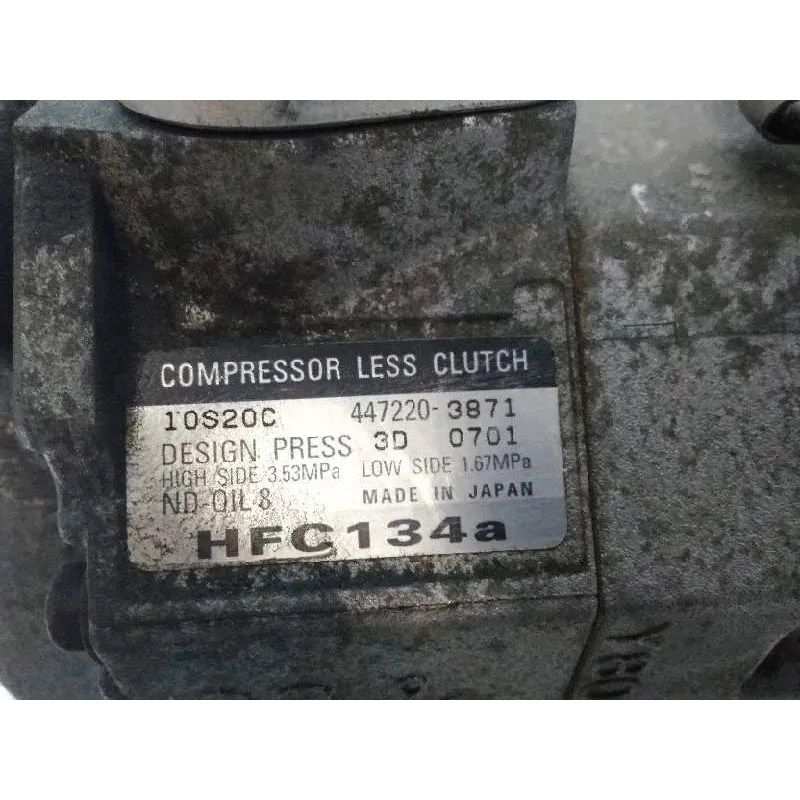 COMPRESSOR LESS CLUTCH
10S20C 447220-3871
DESIGN PRESS 3D 0701
HIGH SIDE 3.53MPa LOW SIDE 1.67MPa
ND-OIL 8 MADE IN JAPAN
HFC134a